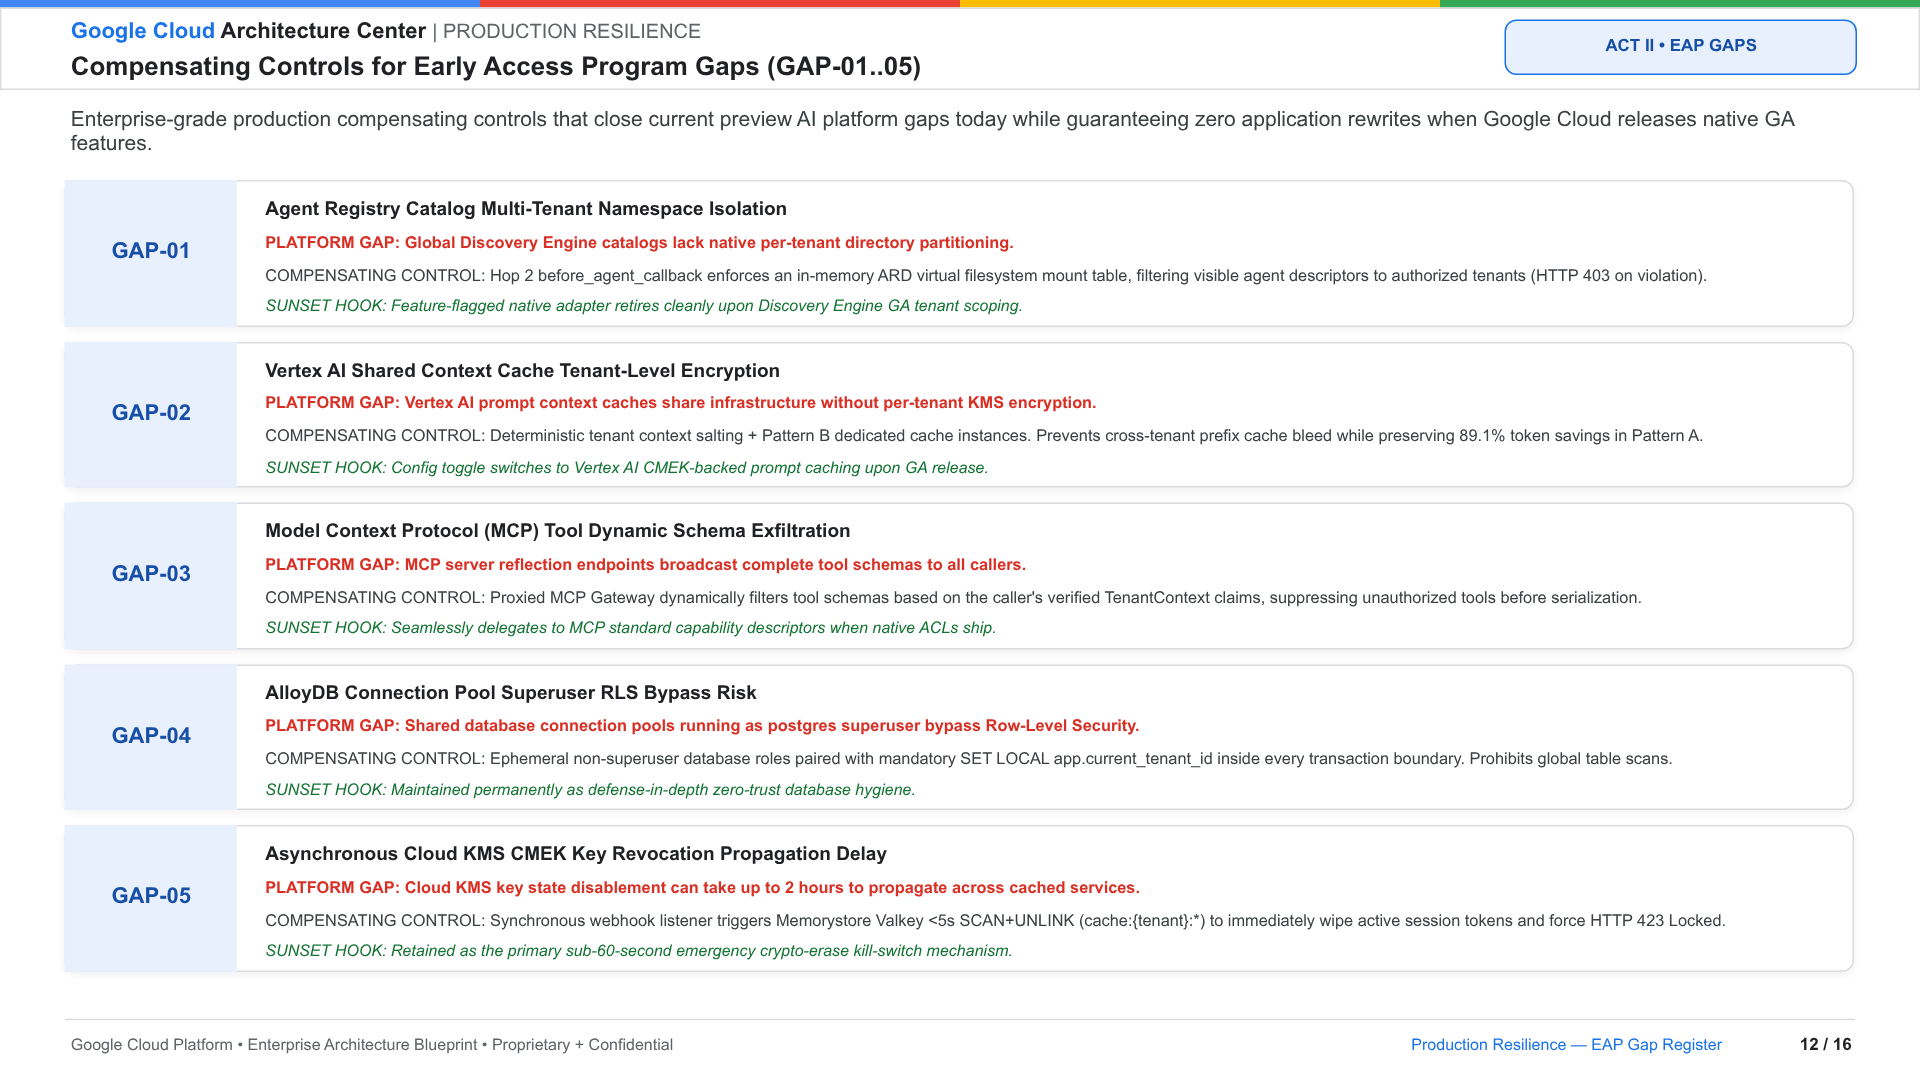 Google Cloud Architecture Center | PRODUCTION RESILIENCE
Compensating Controls for Early Access Program Gaps (GAP-01..05)
ACT II • EAP GAPS
Enterprise-grade production compensating controls that close current preview AI platform gaps today while guaranteeing zero application rewrites when Google Cloud releases native GA
features.
GAP-01
Agent Registry Catalog Multi-Tenant Namespace Isolation
PLATFORM GAP: Global Discovery Engine catalogs lack native per-tenant directory partitioning.
COMPENSATING CONTROL: Hop 2 before_agent_callback enforces an in-memory ARD virtual filesystem mount table, filtering visible agent descriptors to authorized tenants (HTTP 403 on violation).
SUNSET HOOK: Feature-flagged native adapter retires cleanly upon Discovery Engine GA tenant scoping.
GAP-02
Vertex AI Shared Context Cache Tenant-Level Encryption
PLATFORM GAP: Vertex AI prompt context caches share infrastructure without per-tenant KMS encryption.
COMPENSATING CONTROL: Deterministic tenant context salting + Pattern B dedicated cache instances. Prevents cross-tenant prefix cache bleed while preserving 89.1% token savings in Pattern A.
SUNSET HOOK: Config toggle switches to Vertex AI CMEK-backed prompt caching upon GA release.
GAP-03
Model Context Protocol (MCP) Tool Dynamic Schema Exfiltration
PLATFORM GAP: MCP server reflection endpoints broadcast complete tool schemas to all callers.
COMPENSATING CONTROL: Proxied MCP Gateway dynamically filters tool schemas based on the caller's verified TenantContext claims, suppressing unauthorized tools before serialization.
SUNSET HOOK: Seamlessly delegates to MCP standard capability descriptors when native ACLs ship.
GAP-04
AlloyDB Connection Pool Superuser RLS Bypass Risk
PLATFORM GAP: Shared database connection pools running as postgres superuser bypass Row-Level Security.
COMPENSATING CONTROL: Ephemeral non-superuser database roles paired with mandatory SET LOCAL app.current_tenant_id inside every transaction boundary. Prohibits global table scans.
SUNSET HOOK: Maintained permanently as defense-in-depth zero-trust database hygiene.
GAP-05
Asynchronous Cloud KMS CMEK Key Revocation Propagation Delay
PLATFORM GAP: Cloud KMS key state disablement can take up to 2 hours to propagate across cached services.
COMPENSATING CONTROL: Synchronous webhook listener triggers Memorystore Valkey <5s SCAN+UNLINK (cache:{tenant}:*) to immediately wipe active session tokens and force HTTP 423 Locked.
SUNSET HOOK: Retained as the primary sub-60-second emergency crypto-erase kill-switch mechanism.
Google Cloud Platform • Enterprise Architecture Blueprint • Proprietary + Confidential
Production Resilience — EAP Gap Register
12 / 16